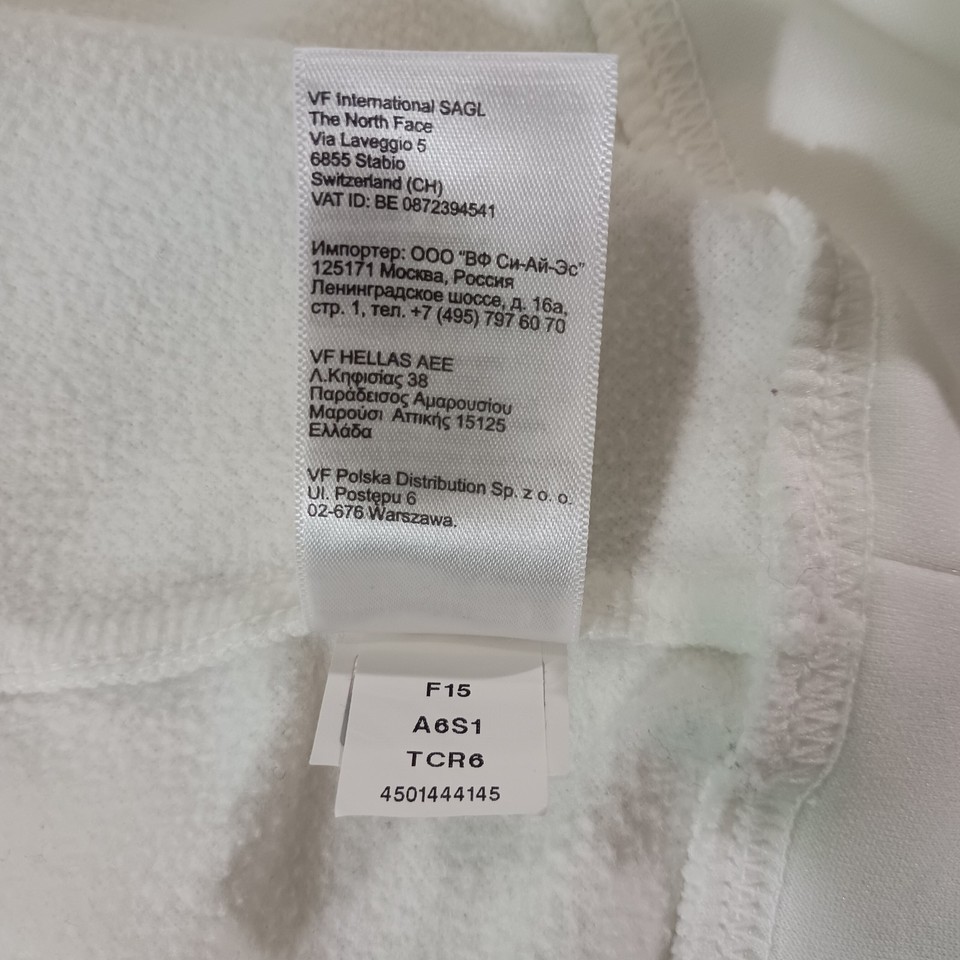 VF International SAGL
The North Face
Via Laveggio 5
6855 Stabio
Switzerland (CH)
VAT ID: BE 0872394541
Импортер: ООО "ВФ Си-Ай-Эс"
125171 Москва, Россия
Ленинградское шоссе, д. 16а,
стр. 1, тел. +7 (495) 797 60 70
VF HELLAS AEE
Λ.Κηφισίας 38
Παράδεισος Αμαρουσίου
Μαρούσι Αττικής 15125
Ελλάδα
VF Polska Distribution Sp. z o. o.
Ul. Postępu 6
02-676 Warszawa.
F15
A6S1
TCR6
4501444145